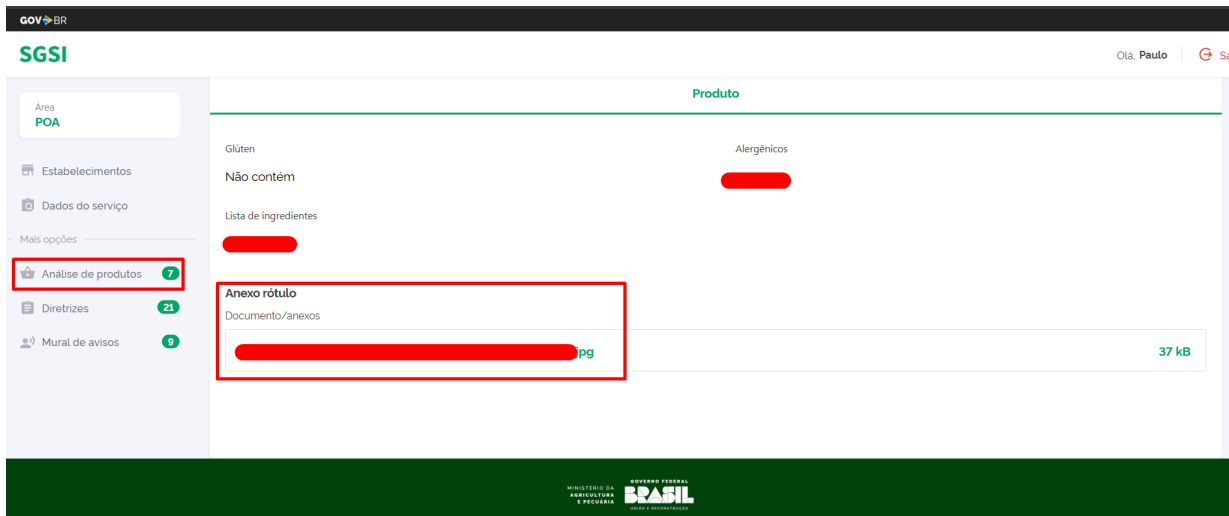 GOV BR
SGSI
Olá, Paulo
Área
POA
Produto
Glúten
Alergênicos
Não contém
Estabelecimentos
Dados do serviço
Lista de ingredientes
Mais opções
Análise de produtos 7
Anexo rótulo
Diretrizes 21
Documento/anexos
Mural de avisos 9
jpg
37 kB
MINISTÉRIO DA
AGRICULTURA
E PECUÁRIA
GOVERNO FEDERAL
BRASIL
UNIÃO E RECONSTRUÇÃO